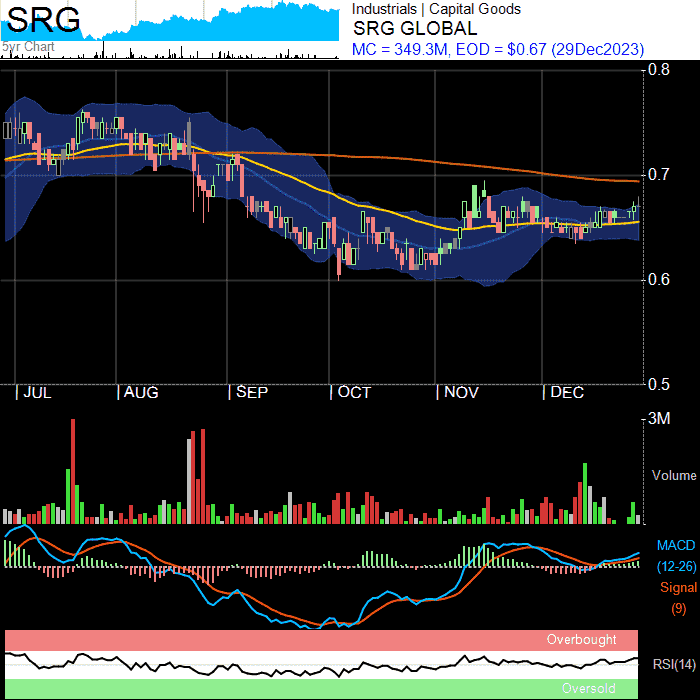 SRG
5yr Chart
Industrials | Capital Goods
SRG GLOBAL
MC = 349.3M, EOD = $0.67 (29Dec2023)
0.8
0.7
0.6
0.5
| JUL | AUG | SEP | OCT | NOV | DEC
3M
Volume
MACD
(12-26)
Signal
(9)
Overbought
RSI(14)
Oversold